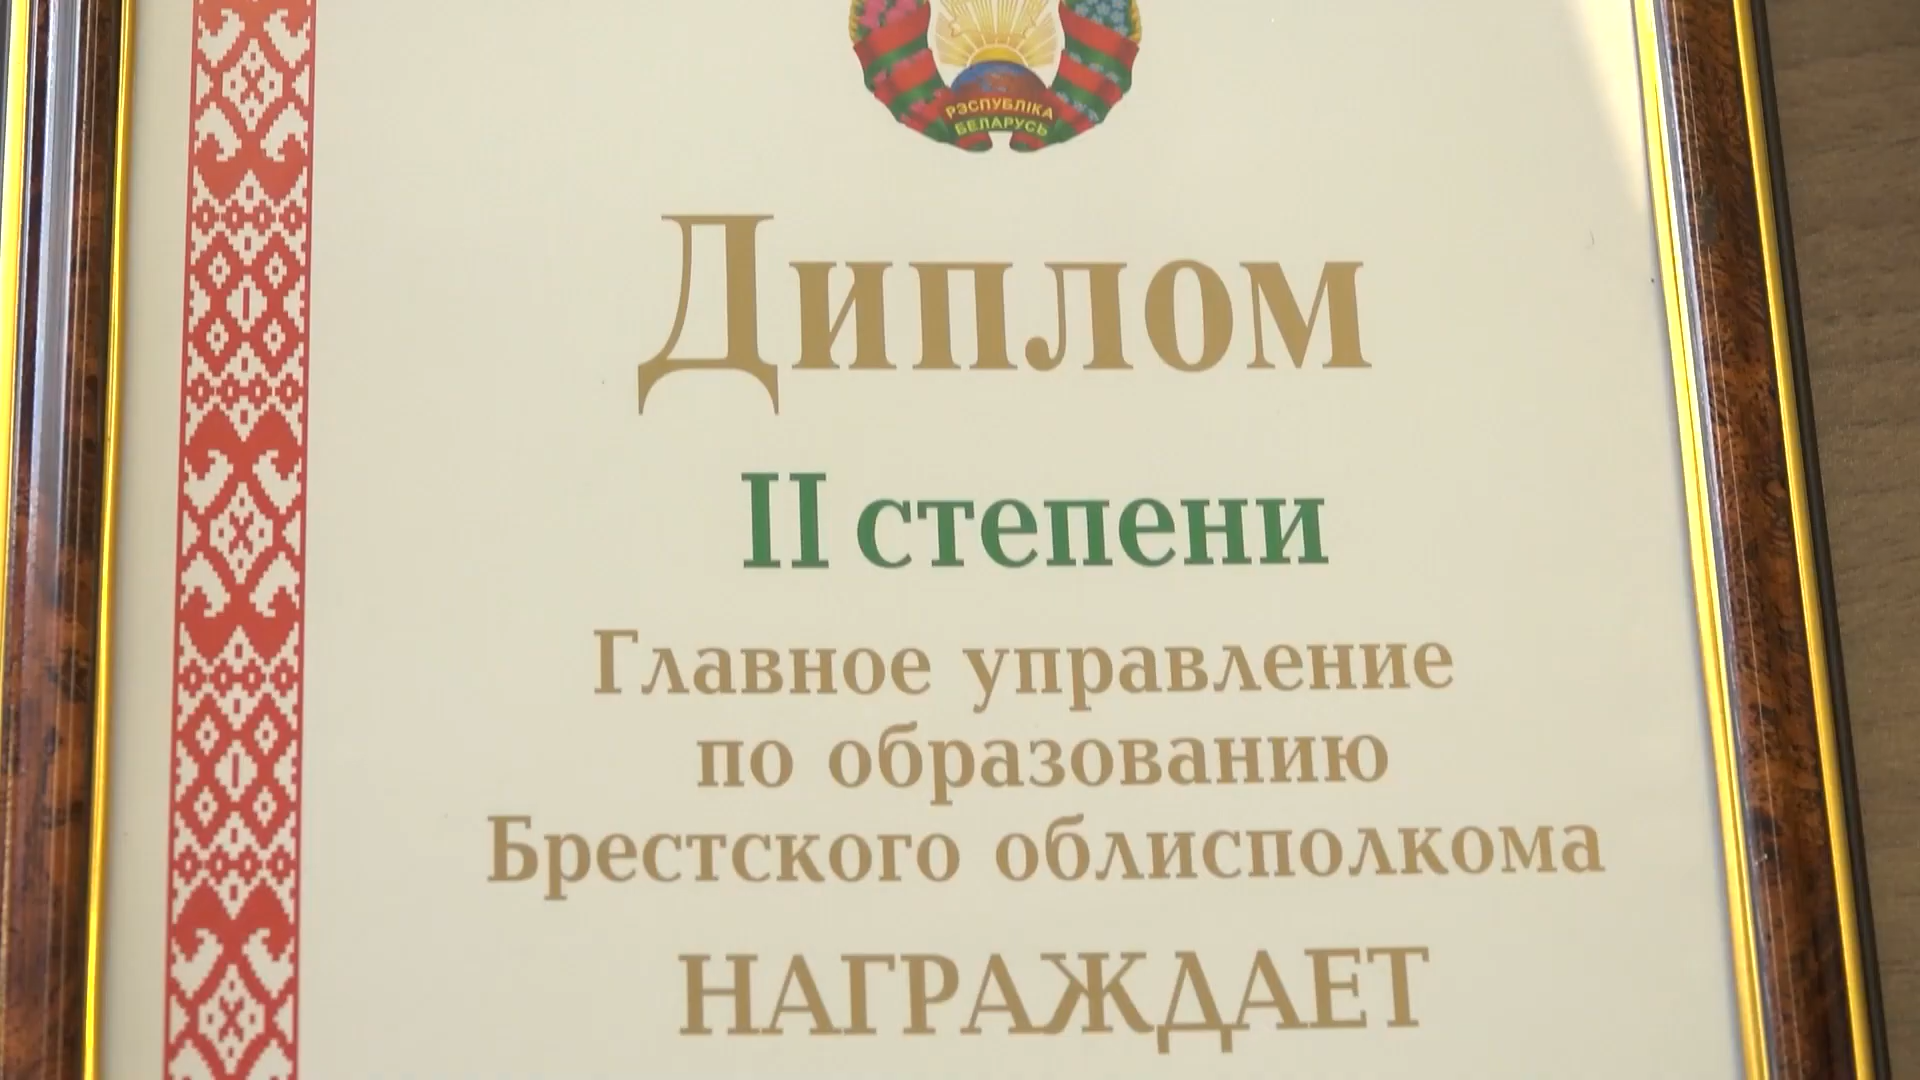 РЭСПУБЛІКА
БЕЛАРУСЬ
Диплом
II степени
Главное управление
по образованию
Брестского облисполкома
НАГРАЖДАЕТ